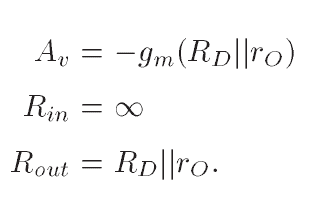 A_v = −g_m(R_D||r_O)
R_in = ∞
R_out = R_D||r_O.